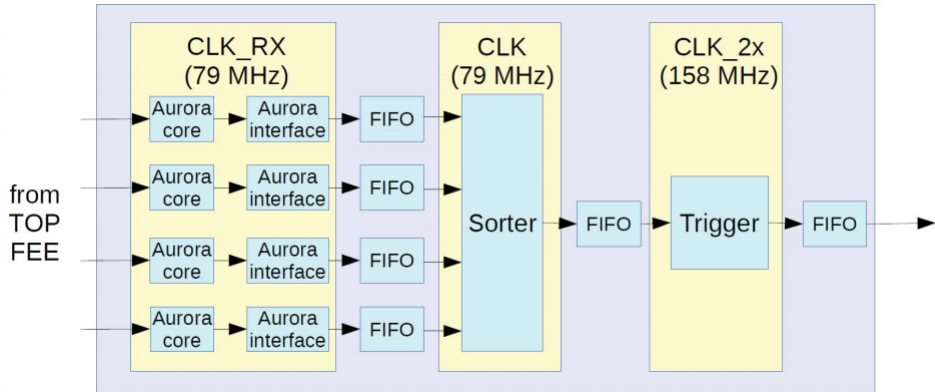 CLK_RX
(79 MHz)
CLK
(79 MHz)
CLK_2x
(158 MHz)
from
TOP
FEE
Aurora
core
Aurora
interface
FIFO
Aurora
core
Aurora
interface
FIFO
Aurora
core
Aurora
interface
FIFO
Aurora
core
Aurora
interface
FIFO
Sorter
FIFO
Trigger
FIFO